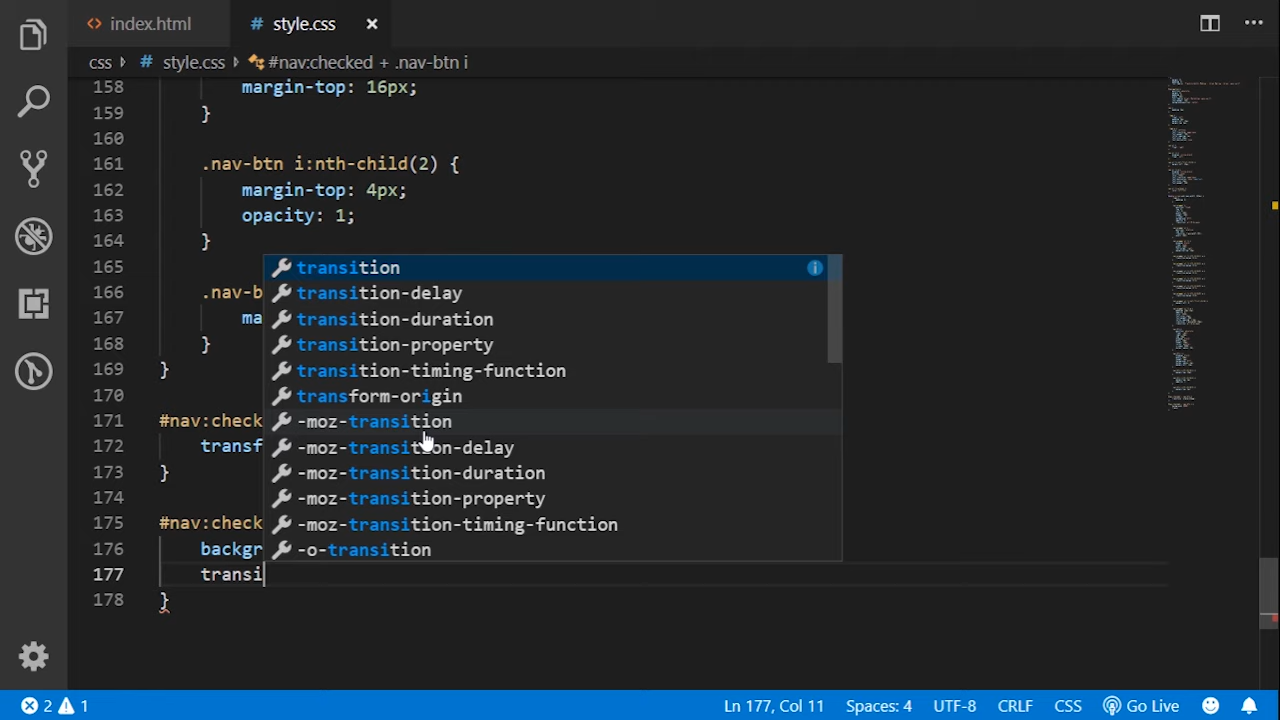 index.html
style.css
css
style.css
#nav:checked + .nav-btn i
158 margin-top: 16px;
159 }
160
161 .nav-btn i:nth-child(2) {
162 margin-top: 4px;
163 opacity: 1;
164 }
165
166 .nav-b
167 ma
168 }
169 }
170
171 #nav:check
172 transf
173 }
174
175 #nav:check
176 backgr
177 transi
178 }
transition
transition-delay
transition-duration
transition-property
transition-timing-function
transform-origin
-moz-transition
-moz-transition-delay
-moz-transition-duration
-moz-transition-property
-moz-transition-timing-function
-o-transition
2 1 Ln 177, Col 11 Spaces: 4 UTF-8 CRLF CSS Go Live